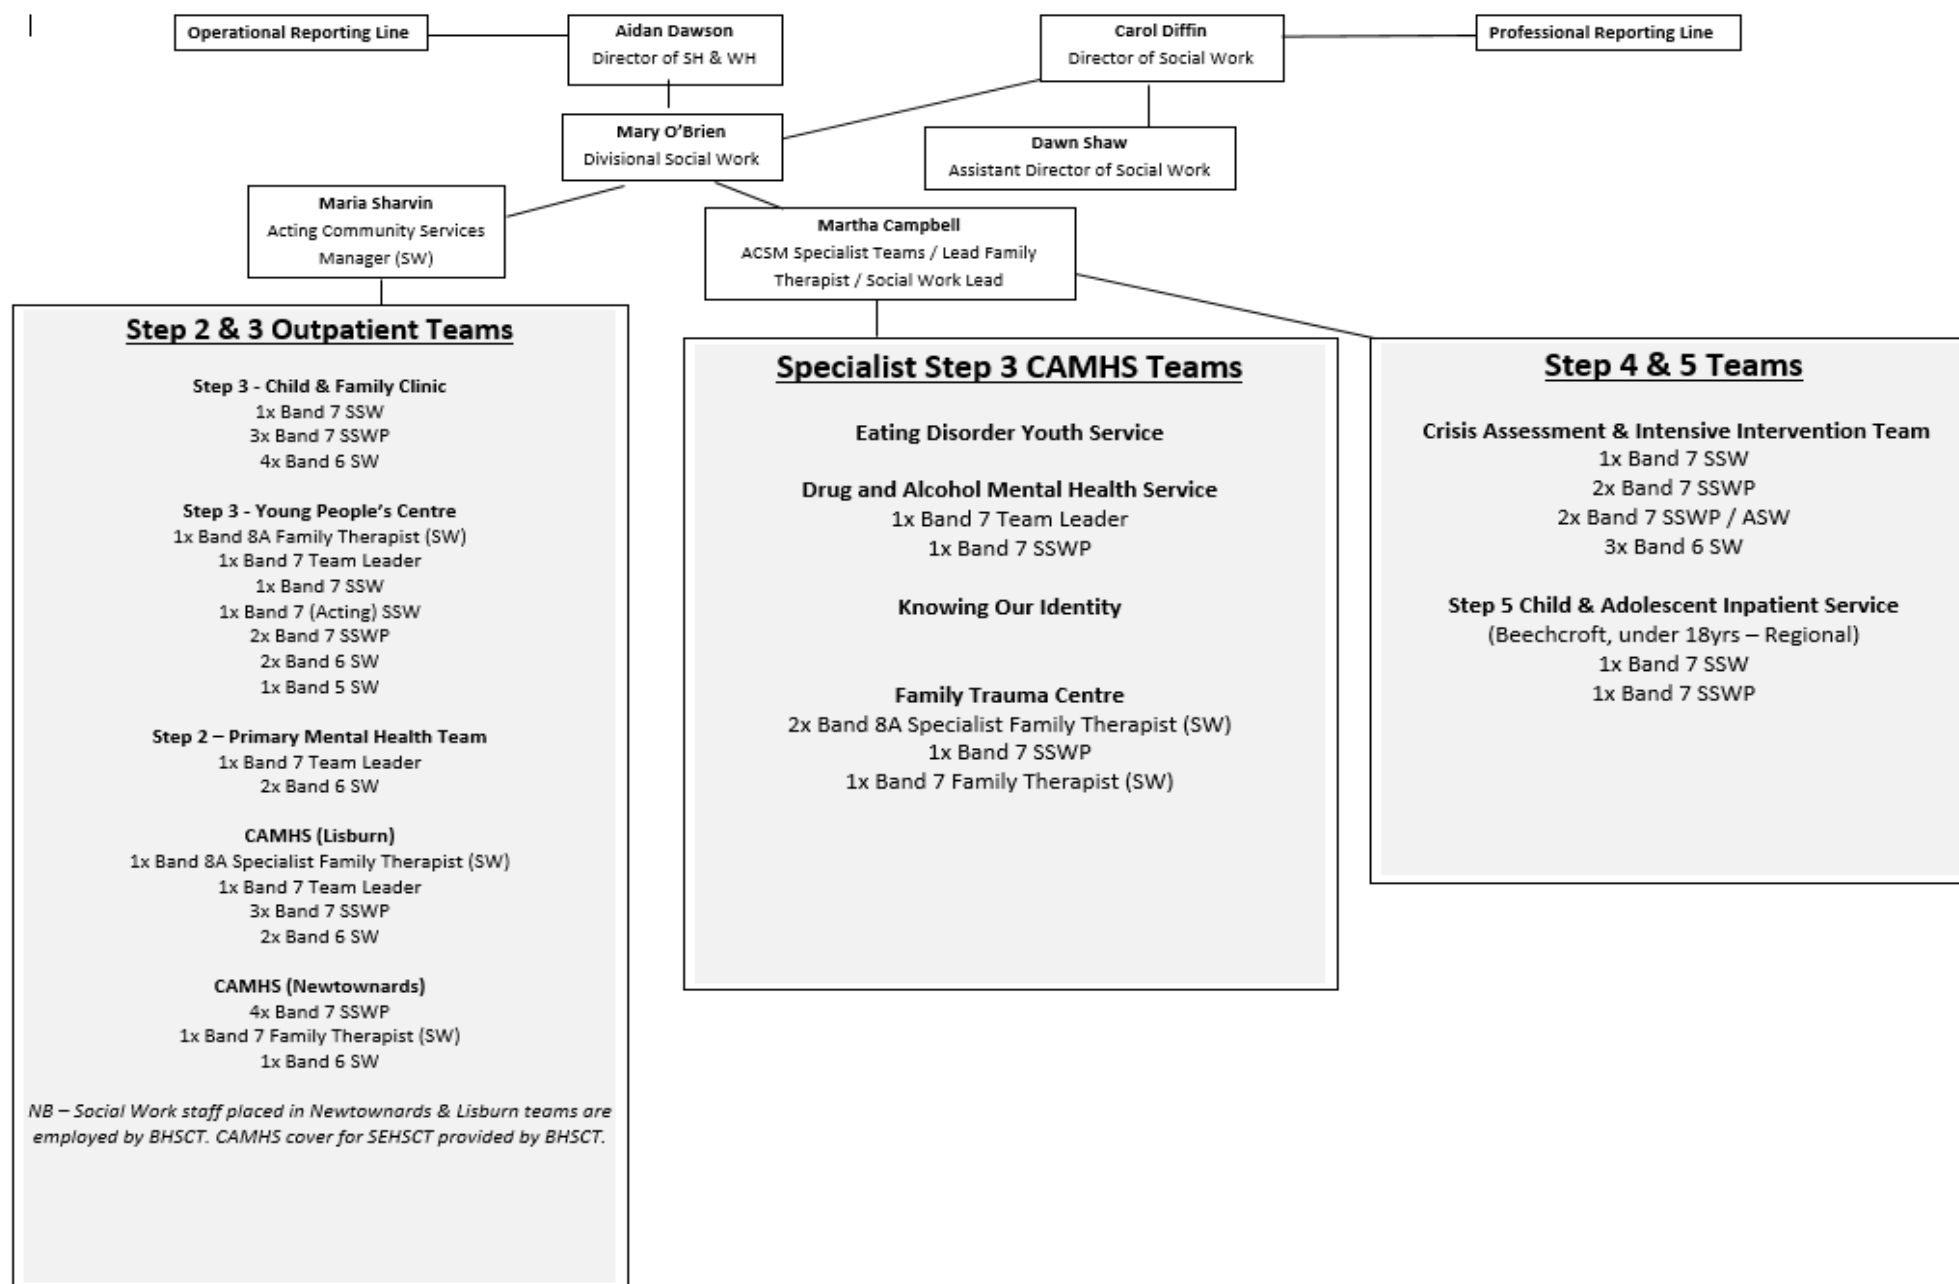 Operational Reporting Line
Aidan Dawson
Director of SH & WH
Carol Diffin
Director of Social Work
Professional Reporting Line
Mary O’Brien
Divisional Social Work
Dawn Shaw
Assistant Director of Social Work
Maria Sharvin
Acting Community Services
Manager (SW)
Martha Campbell
ACSM Specialist Teams / Lead Family
Therapist / Social Work Lead
Step 2 & 3 Outpatient Teams
Step 3 - Child & Family Clinic
1x Band 7 SSW
3x Band 7 SSWP
4x Band 6 SW
Step 3 - Young People’s Centre
1x Band 8A Family Therapist (SW)
1x Band 7 Team Leader
1x Band 7 SSW
1x Band 7 (Acting) SSW
2x Band 7 SSWP
2x Band 6 SW
1x Band 5 SW
Step 2 – Primary Mental Health Team
1x Band 7 Team Leader
2x Band 6 SW
CAMHS (Lisburn)
1x Band 8A Specialist Family Therapist (SW)
1x Band 7 Team Leader
3x Band 7 SSWP
2x Band 6 SW
CAMHS (Newtownards)
4x Band 7 SSWP
1x Band 7 Family Therapist (SW)
1x Band 6 SW
NB – Social Work staff placed in Newtownards & Lisburn teams are
employed by BHSCT. CAMHS cover for SEHSCT provided by BHSCT.
Specialist Step 3 CAMHS Teams
Eating Disorder Youth Service
Drug and Alcohol Mental Health Service
1x Band 7 Team Leader
1x Band 7 SSWP
Knowing Our Identity
Family Trauma Centre
2x Band 8A Specialist Family Therapist (SW)
1x Band 7 SSWP
1x Band 7 Family Therapist (SW)
Step 4 & 5 Teams
Crisis Assessment & Intensive Intervention Team
1x Band 7 SSW
2x Band 7 SSWP
2x Band 7 SSWP / ASW
3x Band 6 SW
Step 5 Child & Adolescent Inpatient Service
(Beechcroft, under 18yrs – Regional)
1x Band 7 SSW
1x Band 7 SSWP